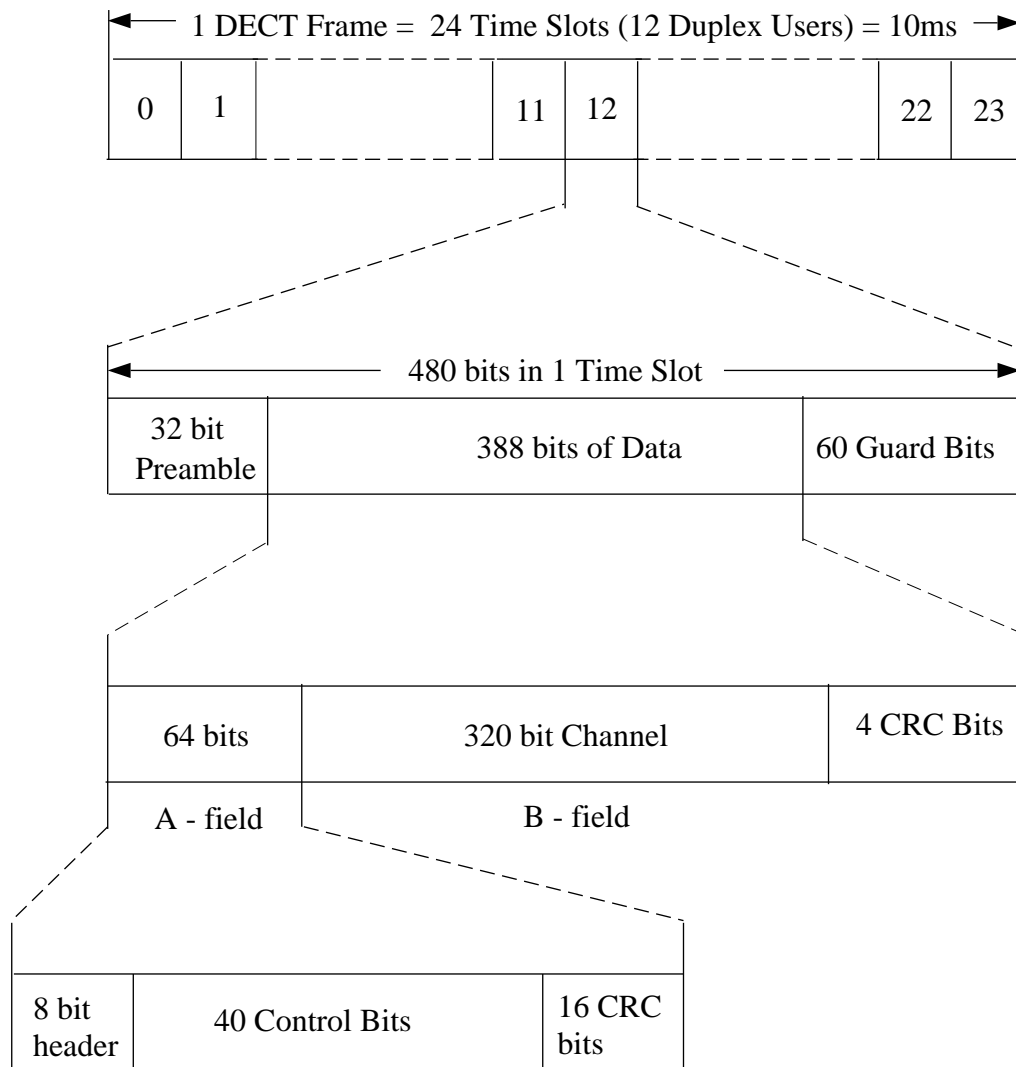 1 DECT Frame = 24 Time Slots (12 Duplex Users) = 10ms
0 1 11 12 22 23
480 bits in 1 Time Slot
32 bit
Preamble
388 bits of Data
60 Guard Bits
64 bits
320 bit Channel
4 CRC Bits
A - field
B - field
8 bit
header
40 Control Bits
16 CRC
bits